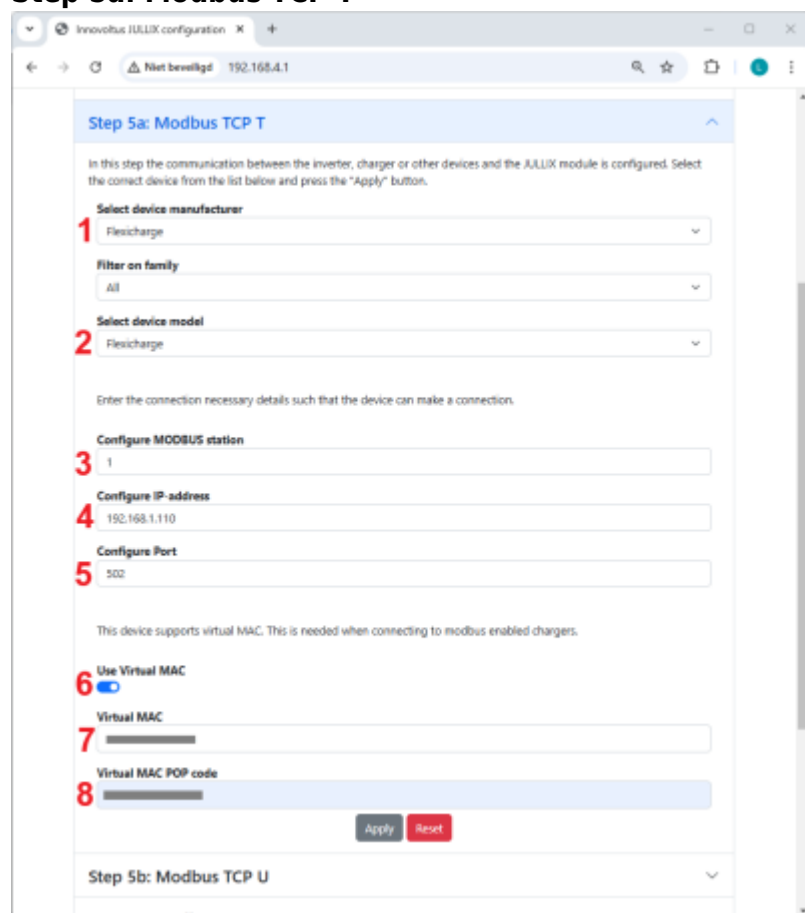 Innovoltus JULLIX configuration
Niet beveiligd 192.168.4.1
Step 5a: Modbus TCP T
In this step the communication between the inverter, charger or other devices and the JULLIX module is configured. Select
the correct device from the list below and press the "Apply" button.
Select device manufacturer
1 Flexicharge
Filter on family
All
Select device model
2 Flexicharge
Enter the connection necessary details such that the device can make a connection.
Configure MODBUS station
3 1
Configure IP-address
4 192.168.1.110
Configure Port
5 502
This device supports virtual MAC. This is needed when connecting to modbus enabled chargers.
Use Virtual MAC
6
Virtual MAC
7
Virtual MAC POP code
8
Apply Reset
Step 5b: Modbus TCP U